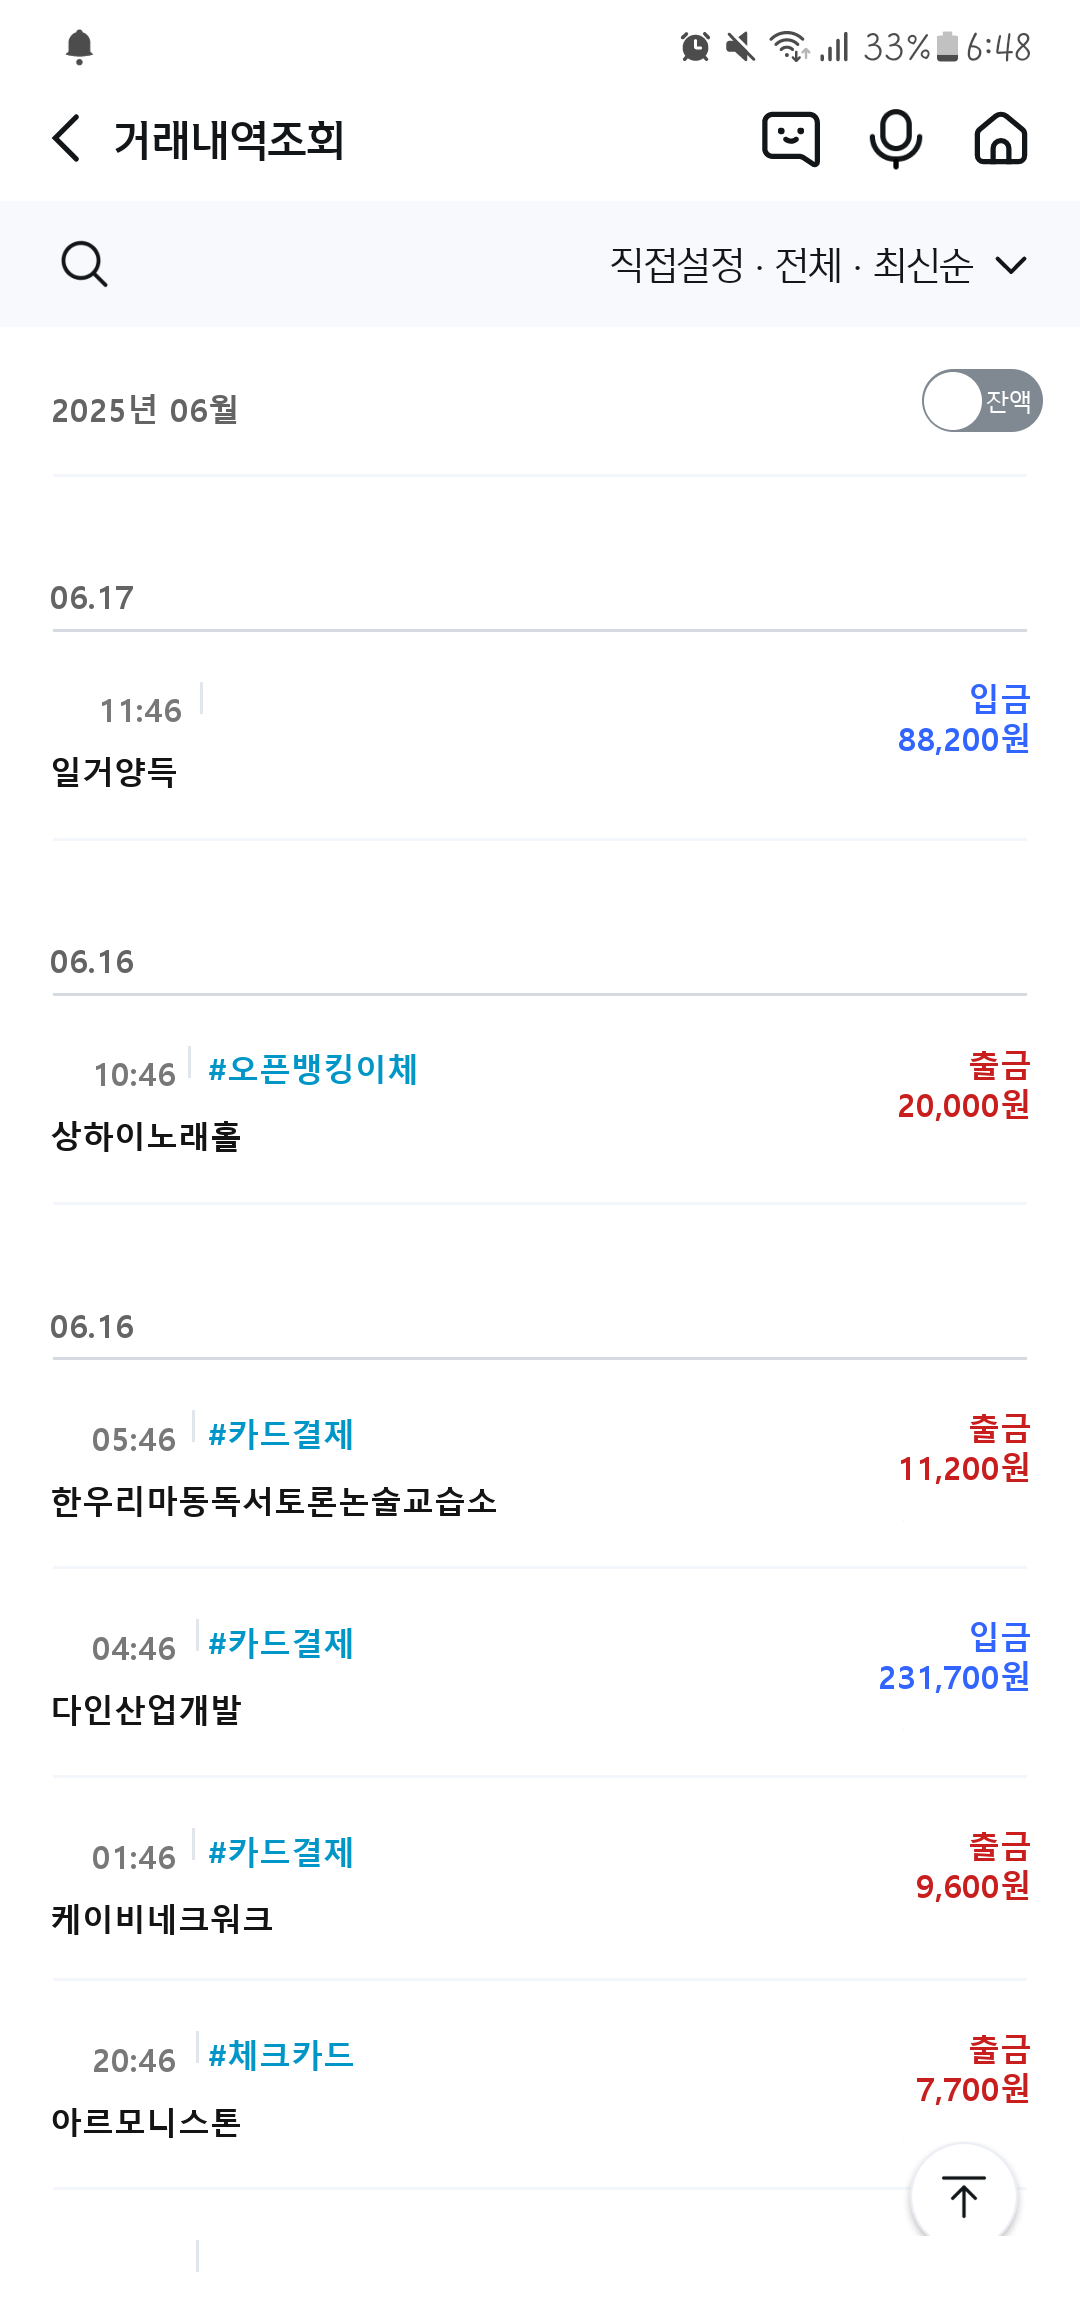 33% 6:48
거래내역조회
직접설정 · 전체 · 최신순
2025년 06월
잔액
06.17
11:46
입금
88,200원
일거양득
06.16
10:46 #오픈뱅킹이체
출금
20,000원
상하이노래홀
06.16
05:46 #카드결제
출금
11,200원
한우리마동독서토론논술교습소
04:46 #카드결제
입금
231,700원
다인산업개발
01:46 #카드결제
출금
9,600원
케이비네크워크
20:46 #체크카드
출금
7,700원
아르모니스톤